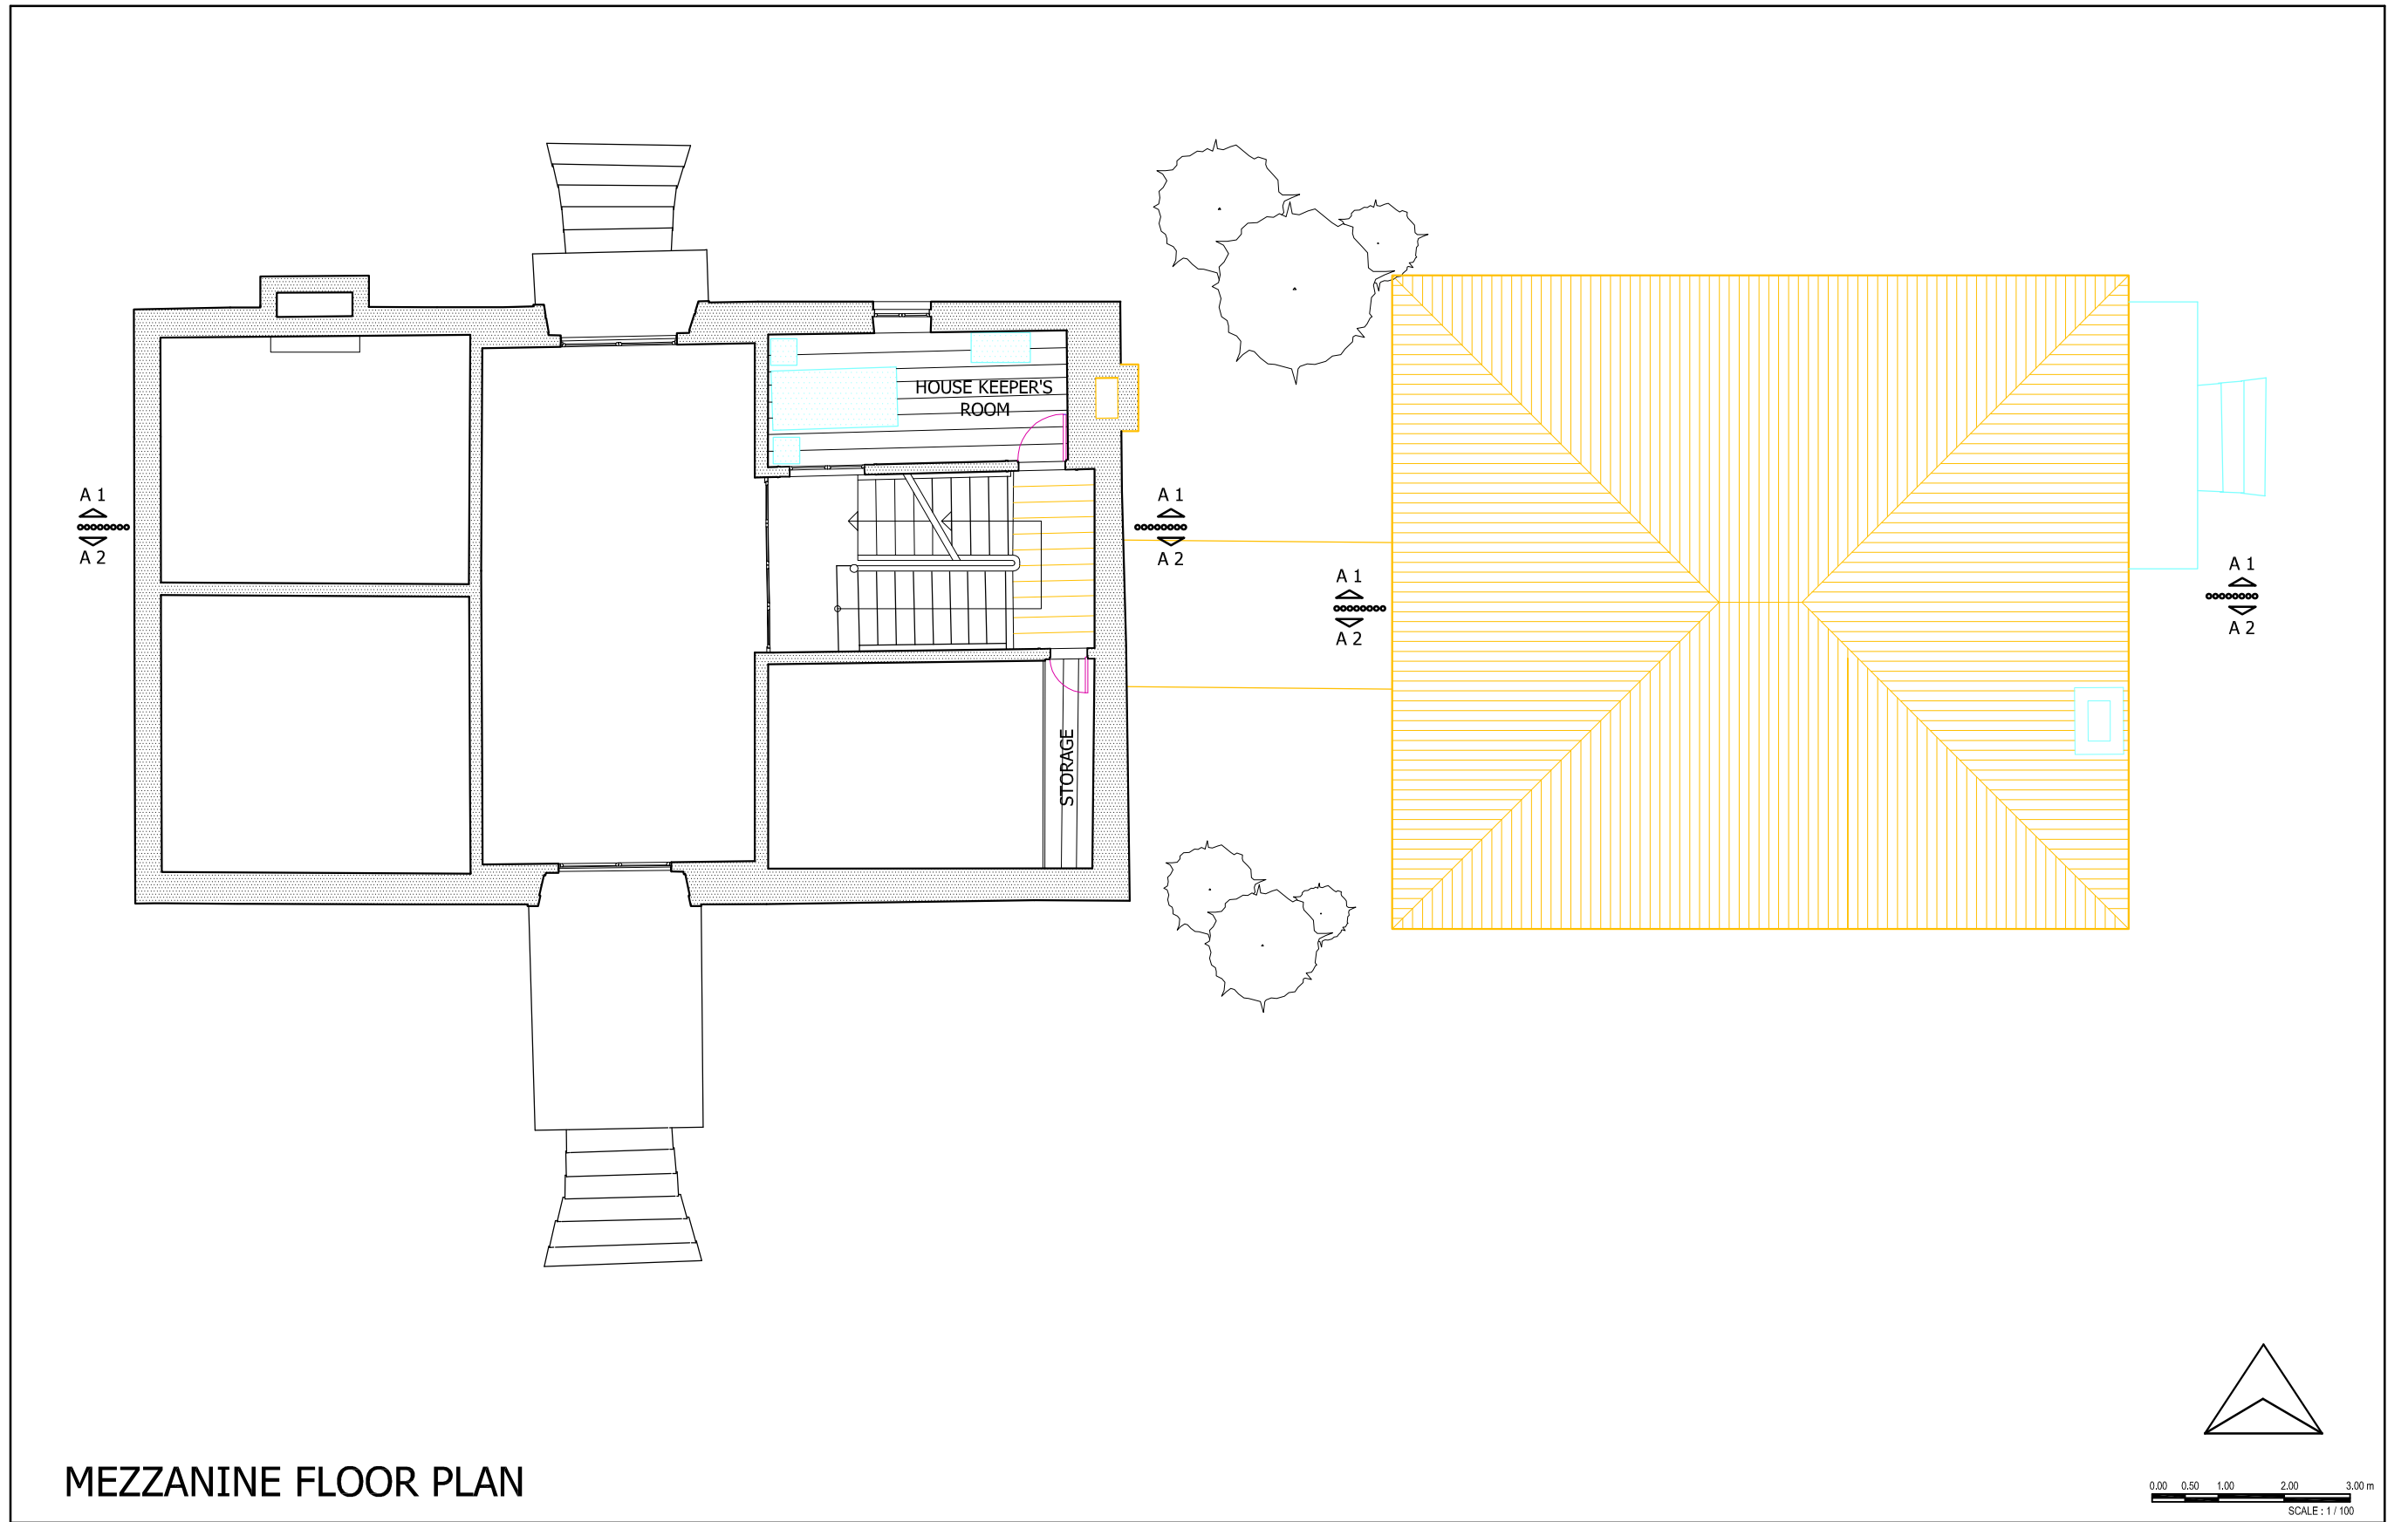 HOUSE KEEPER'S
ROOM
A 1
A 2
A 1
A 2
A 1
A 2
A 1
A 2
STORAGE
MEZZANINE FLOOR PLAN
0.00 0.50 1.00 2.00 3.00 m
SCALE : 1 / 100